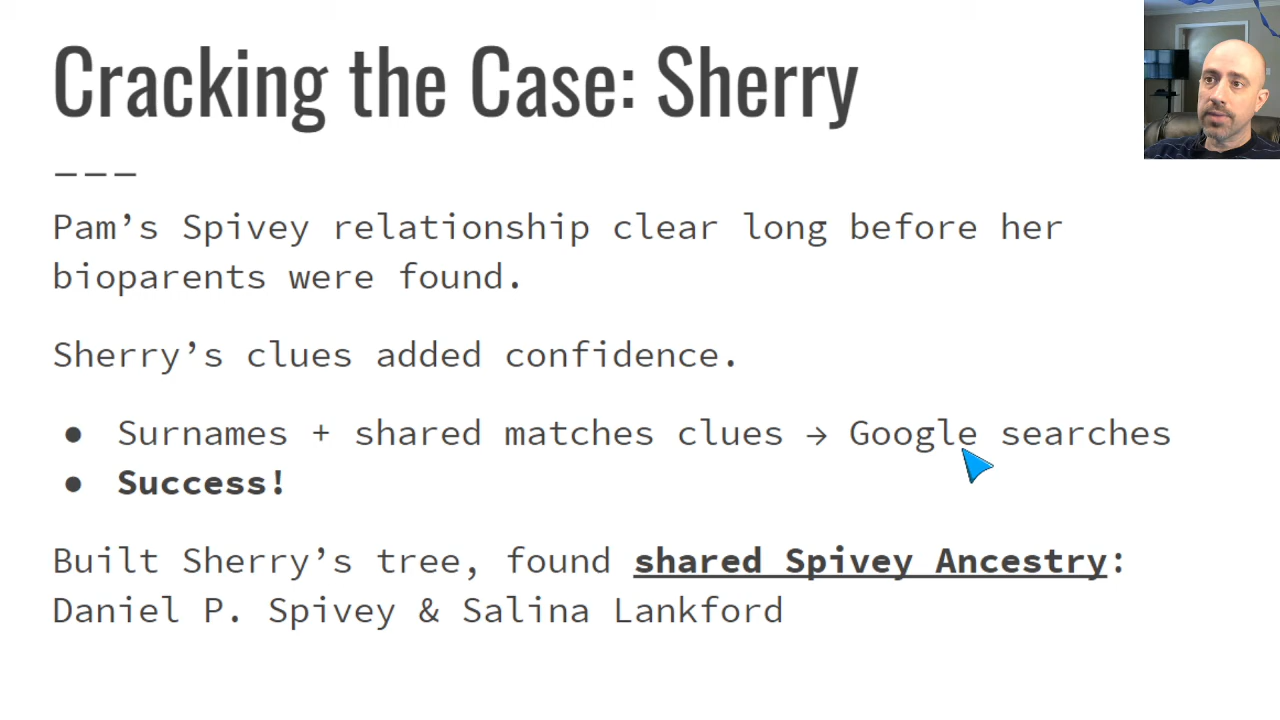 Cracking the Case: Sherry
———
Pam’s Spivey relationship clear long before her
bioparents were found.
Sherry’s clues added confidence.
● Surnames + shared matches clues → Google searches
● Success!
Built Sherry’s tree, found shared Spivey Ancestry:
Daniel P. Spivey & Salina Lankford